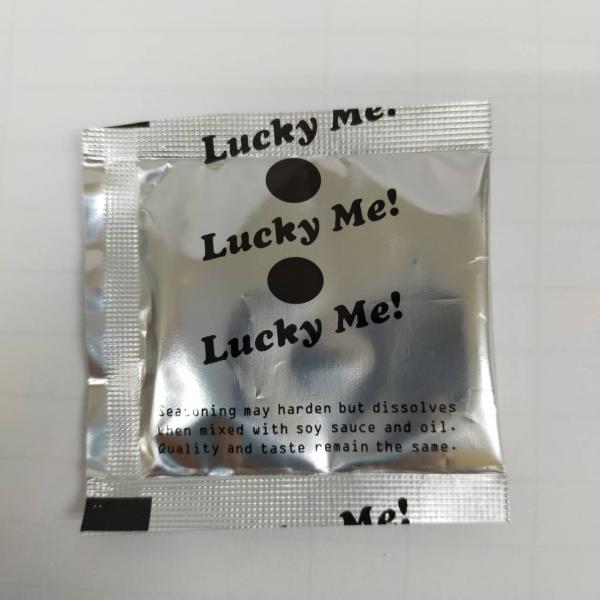 Lucky Me!
Lucky Me!
Lucky Me!
Seasoning may harden but dissolves
when mixed with soy sauce and oil.
Quality and taste remain the same.
Me!